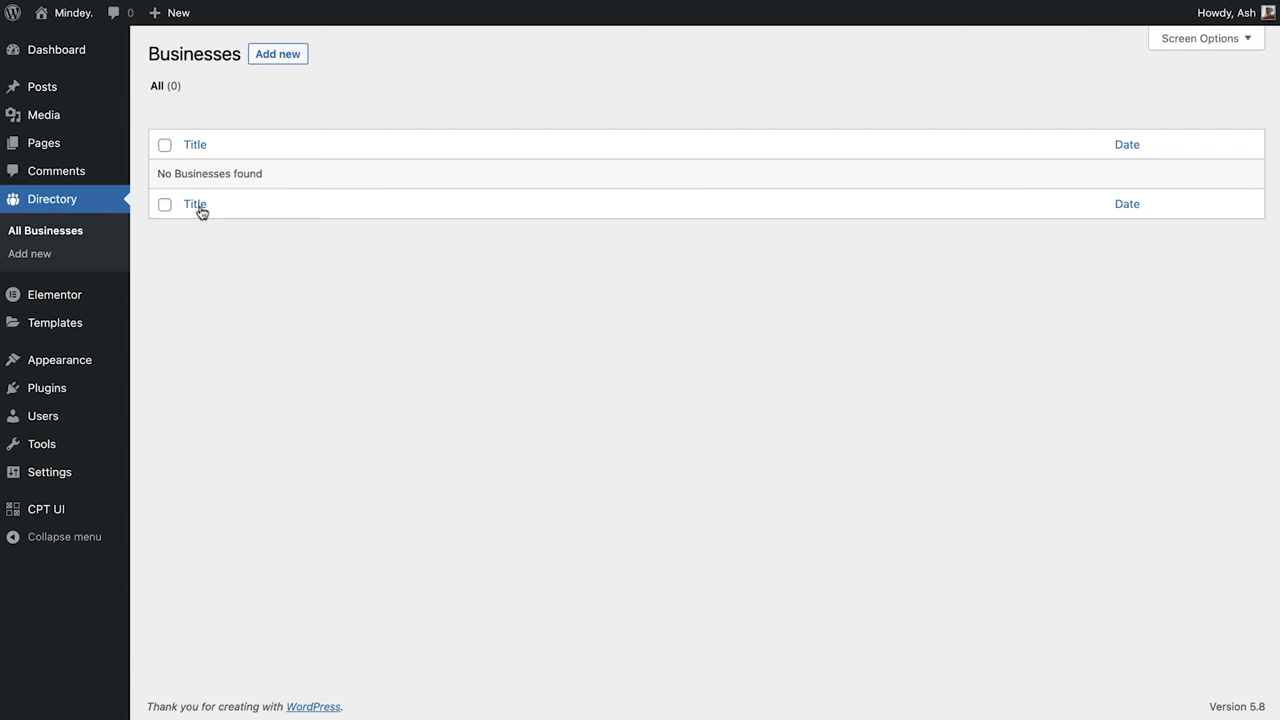 Mindey. 0 New Howdy, Ash
Dashboard
Posts
Media
Pages
Comments
Directory
All Businesses
Add new
Elementor
Templates
Appearance
Plugins
Users
Tools
Settings
CPT UI
Collapse menu
Screen Options
Businesses Add new
All (0)
Title Date
No Businesses found
Title Date
Thank you for creating with WordPress. Version 5.8